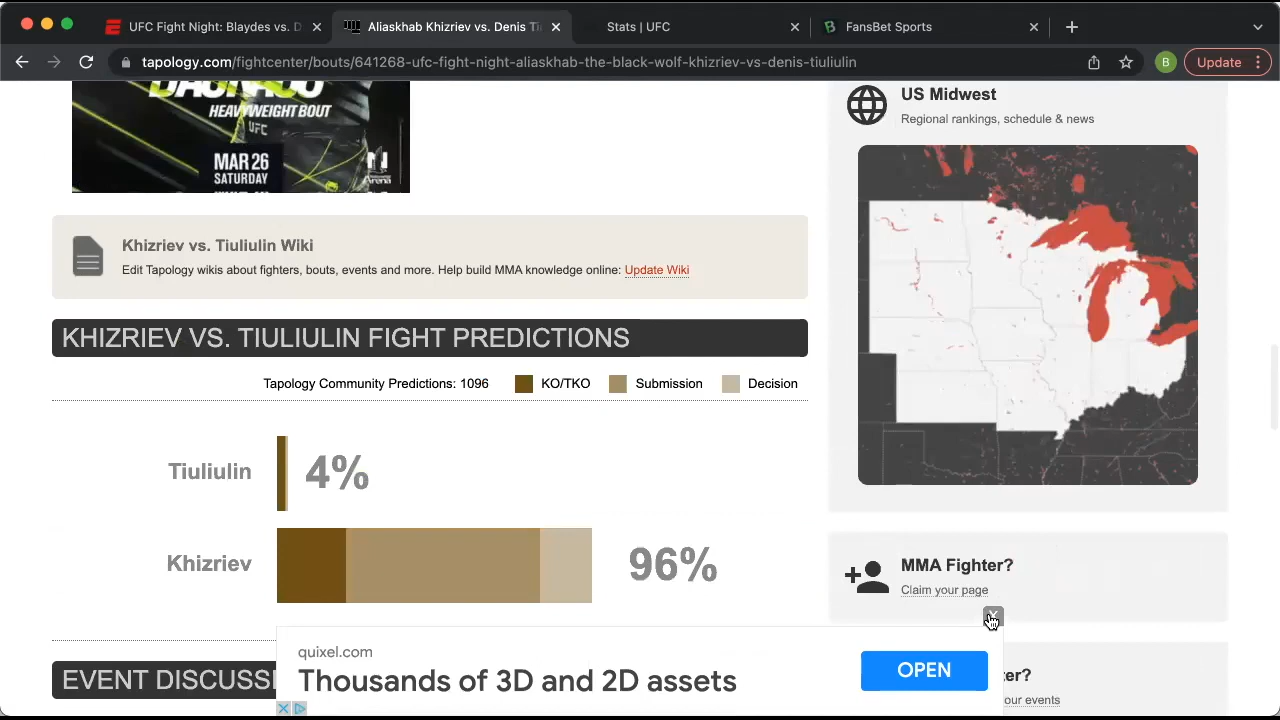 UFC Fight Night: Blaydes vs. D
Aliaskhab Khizriev vs. Denis Ti
Stats | UFC
FansBet Sports
tapology.com/fightcenter/bouts/641268-ufc-fight-night-aliaskhab-the-black-wolf-khizriev-vs-denis-tiuliulin
B
Update
HEAVYWEIGHT BOUT
UFC
MAR 26
SATURDAY
Arena
US Midwest
Regional rankings, schedule & news
Khizriev vs. Tiuliulin Wiki
Edit Tapology wikis about fighters, bouts, events and more. Help build MMA knowledge online: Update Wiki
KHIZRIEV VS. TIULIULIN FIGHT PREDICTIONS
Tapology Community Predictions: 1096
KO/TKO
Submission
Decision
Tiuliulin
4%
Khizriev
96%
MMA Fighter?
Claim your page
quixel.com
Thousands of 3D and 2D assets
OPEN
EVENT DISCUSSI
ter?
our events